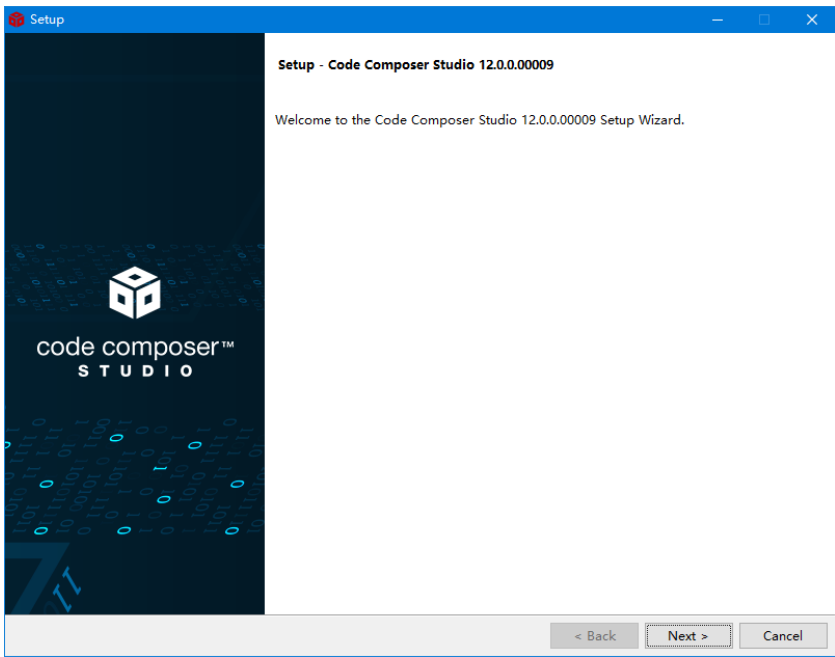 Setup
Setup - Code Composer Studio 12.0.0.00009
Welcome to the Code Composer Studio 12.0.0.00009 Setup Wizard.
code composer™
STUDIO
< Back
Next >
Cancel